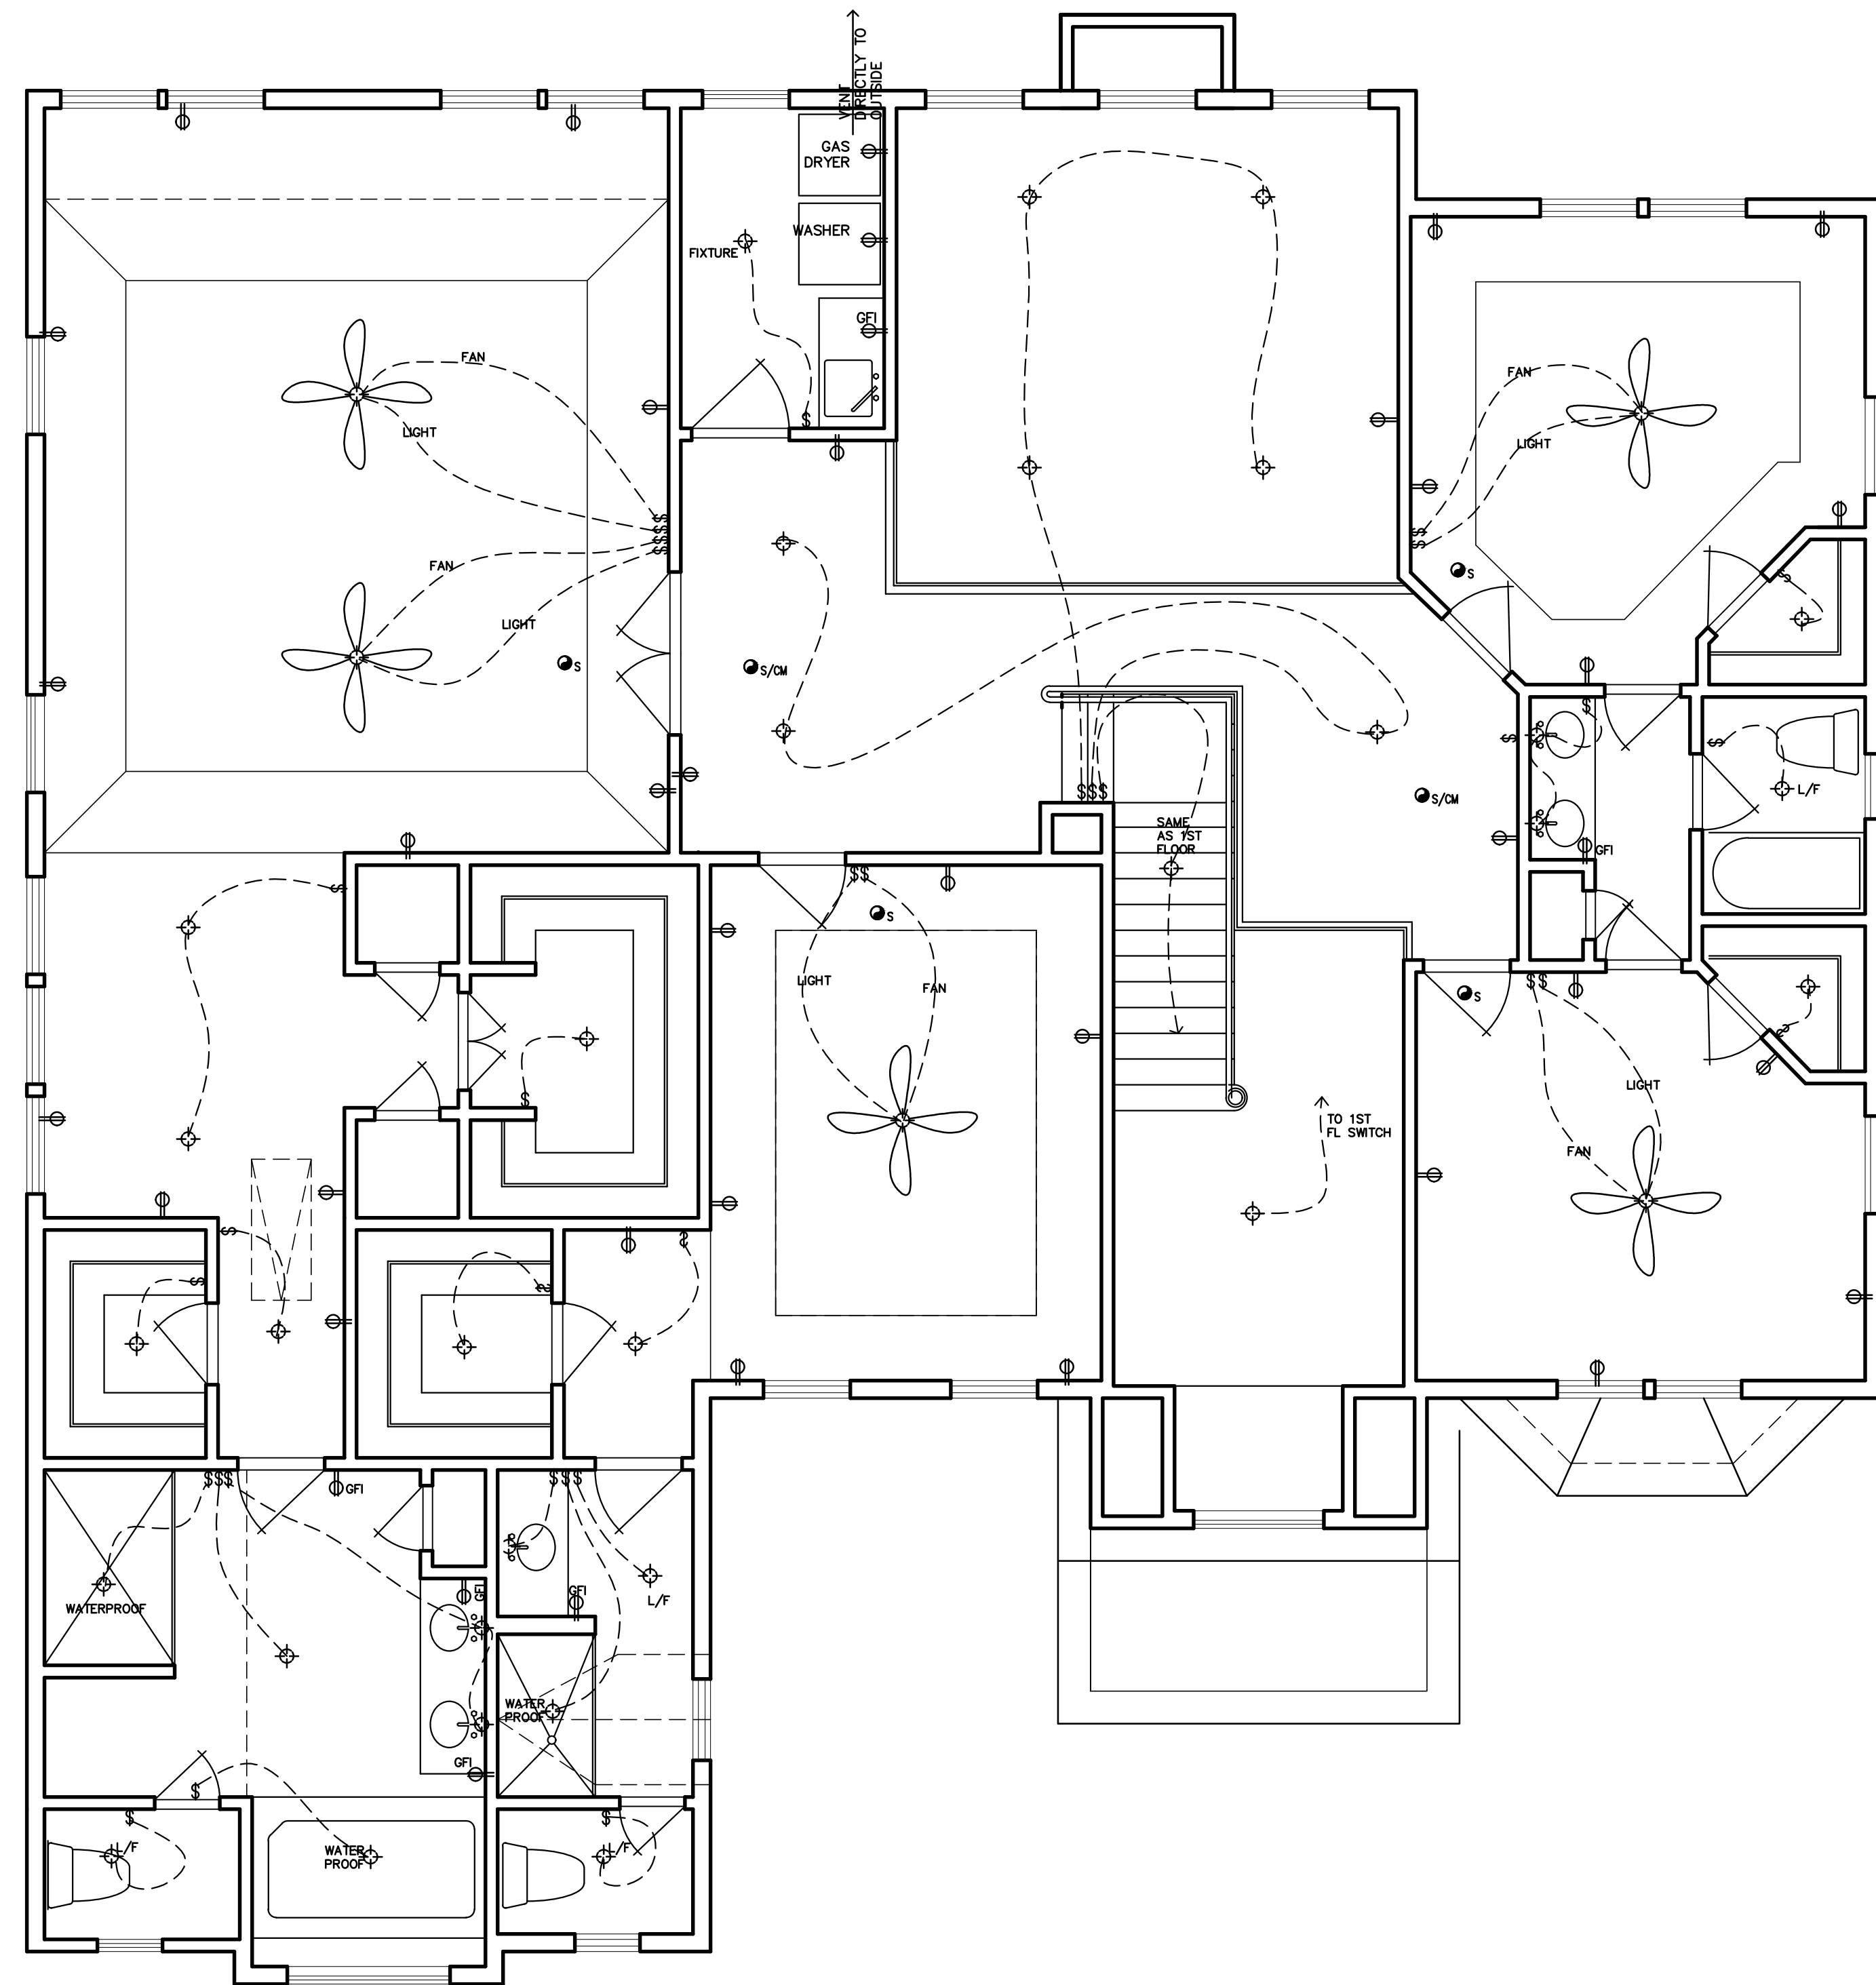 VENT
DIRECTLY TO
OUTSIDE
GAS
DRYER
WASHER
FIXTURE
GFI
FAN
LIGHT
FAN
LIGHT
FAN
LIGHT
S
S
S/CM
S/CM
L/F
GFI
SAME
AS 1ST
FLOOR
S
LIGHT
FAN
S
LIGHT
FAN
TO 1ST
FL SWITCH
GFI
WATERPROOF
GFI
GFI
L/F
WATER
PROOF
GFI
L/F
WATER
PROOF
L/F